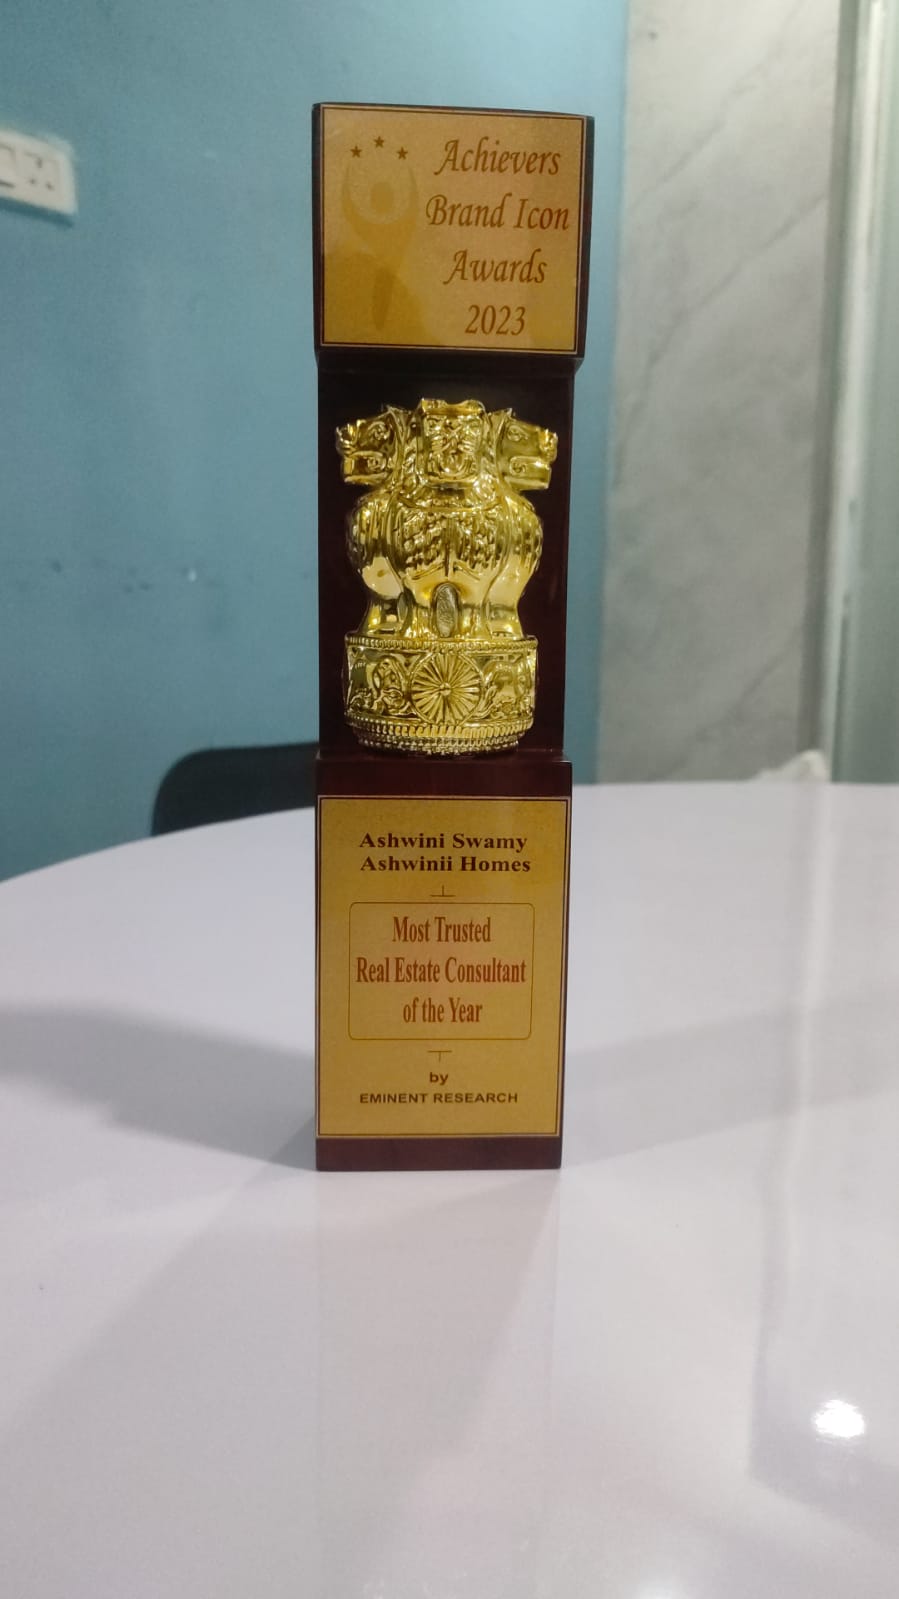 Achievers
Brand Icon
Awards
2023
Ashwini Swamy
Ashwinii Homes
Most Trusted
Real Estate Consultant
of the Year
by
EMINENT RESEARCH